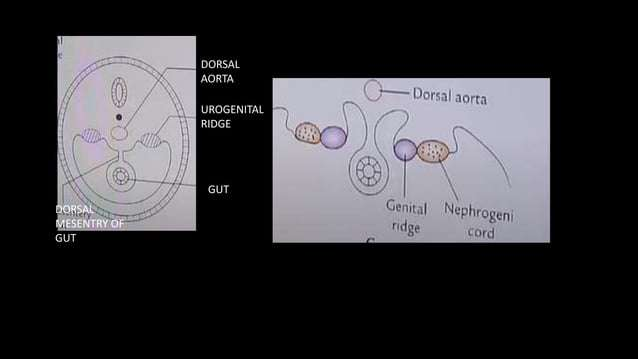 DORSAL
AORTA
UROGENITAL
RIDGE
GUT
DORSAL
MESENTRY OF
GUT
Dorsal aorta
Genital
ridge
Nephrogeni
cord